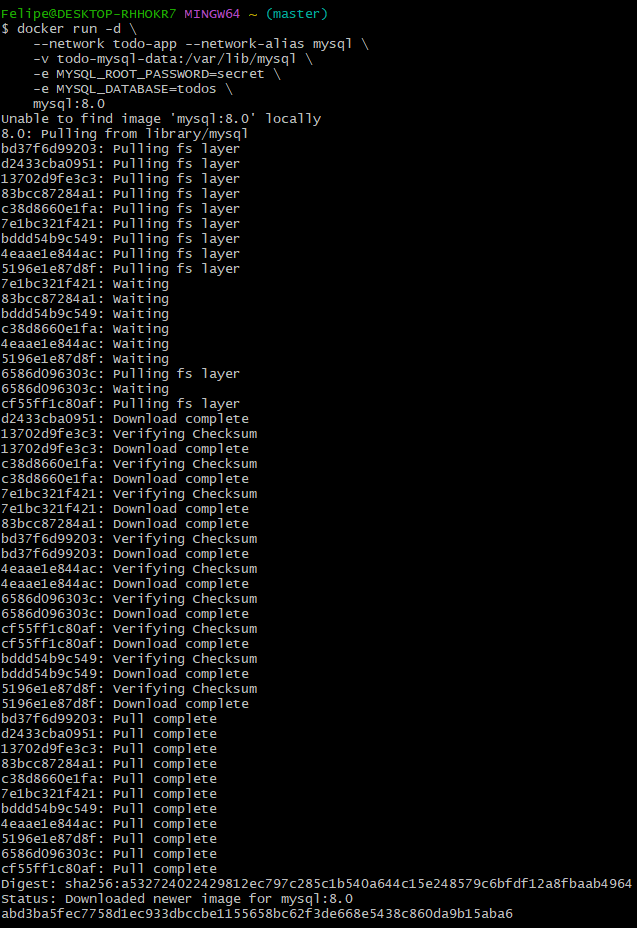 Felipe@DESKTOP-RHHOKR7 MINGW64 ~ (master)
$ docker run -d \
    --network todo-app --network-alias mysql \
    -v todo-mysql-data:/var/lib/mysql \
    -e MYSQL_ROOT_PASSWORD=secret \
    -e MYSQL_DATABASE=todos \
    mysql:8.0
Unable to find image 'mysql:8.0' locally
8.0: Pulling from library/mysql
bd37f6d99203: Pulling fs layer
d2433cba0951: Pulling fs layer
13702d9fe3c3: Pulling fs layer
83bcc87284a1: Pulling fs layer
c38d8660e1fa: Pulling fs layer
7e1bc321f421: Pulling fs layer
bddd54b9c549: Pulling fs layer
4eaae1e844ac: Pulling fs layer
5196e1e87d8f: Pulling fs layer
7e1bc321f421: Waiting
83bcc87284a1: Waiting
bddd54b9c549: Waiting
c38d8660e1fa: Waiting
4eaae1e844ac: Waiting
5196e1e87d8f: Waiting
6586d096303c: Pulling fs layer
6586d096303c: Waiting
cf55ff1c80af: Pulling fs layer
d2433cba0951: Download complete
13702d9fe3c3: Verifying Checksum
13702d9fe3c3: Download complete
c38d8660e1fa: Verifying Checksum
c38d8660e1fa: Download complete
7e1bc321f421: Verifying Checksum
7e1bc321f421: Download complete
83bcc87284a1: Download complete
bd37f6d99203: Verifying Checksum
bd37f6d99203: Download complete
4eaae1e844ac: Verifying Checksum
4eaae1e844ac: Download complete
6586d096303c: Verifying Checksum
6586d096303c: Download complete
cf55ff1c80af: Verifying Checksum
cf55ff1c80af: Download complete
bddd54b9c549: Verifying Checksum
bddd54b9c549: Download complete
5196e1e87d8f: Verifying Checksum
5196e1e87d8f: Download complete
bd37f6d99203: Pull complete
d2433cba0951: Pull complete
13702d9fe3c3: Pull complete
83bcc87284a1: Pull complete
c38d8660e1fa: Pull complete
7e1bc321f421: Pull complete
bddd54b9c549: Pull complete
4eaae1e844ac: Pull complete
5196e1e87d8f: Pull complete
6586d096303c: Pull complete
cf55ff1c80af: Pull complete
Digest: sha256:a532724022429812ec797c285c1b540a644c15e248579c6bfdf12a8fbaab4964
Status: Downloaded newer image for mysql:8.0
abd3ba5fec7758d1ec933dbccbe1155658bc62f3de668e5438c860da9b15aba6